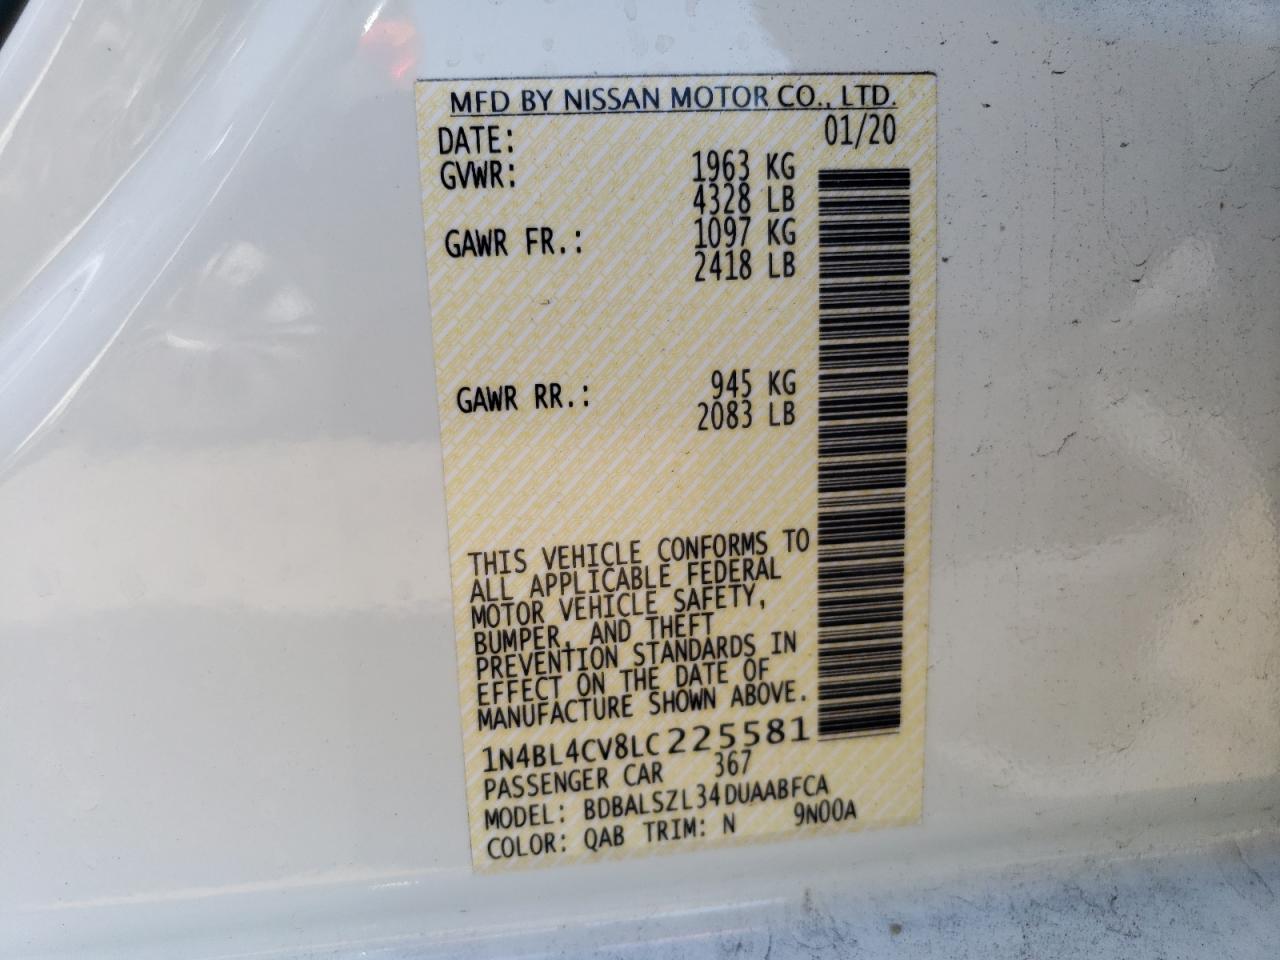 MFD BY NISSAN MOTOR CO., LTD.
DATE: 01/20
GVWR: 1963 KG
4328 LB
GAWR FR.: 1097 KG
2418 LB
GAWR RR.: 945 KG
2083 LB
THIS VEHICLE CONFORMS TO
ALL APPLICABLE FEDERAL
MOTOR VEHICLE SAFETY,
BUMPER, AND THEFT
PREVENTION STANDARDS IN
EFFECT ON THE DATE OF
MANUFACTURE SHOWN ABOVE.
1N4BL4CV8LC225581
PASSENGER CAR 367
MODEL: BDBALSZL34DUAABFCA
COLOR: QAB TRIM: N 9N00A